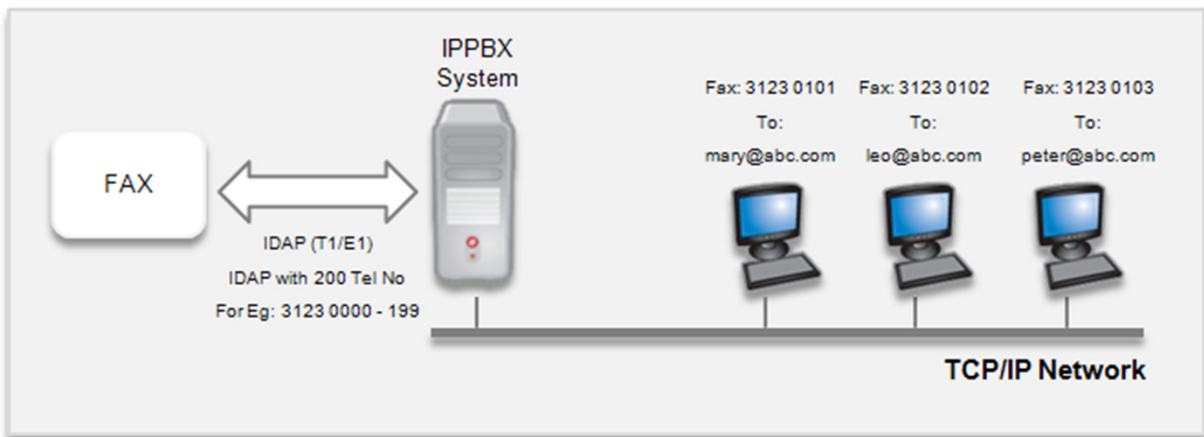 IPPBX
System
FAX
IDAP (T1/E1)
IDAP with 200 Tel No
For Eg: 3123 0000 - 199
Fax: 3123 0101
To:
mary@abc.com
Fax: 3123 0102
To:
leo@abc.com
Fax: 3123 0103
To:
peter@abc.com
TCP/IP Network